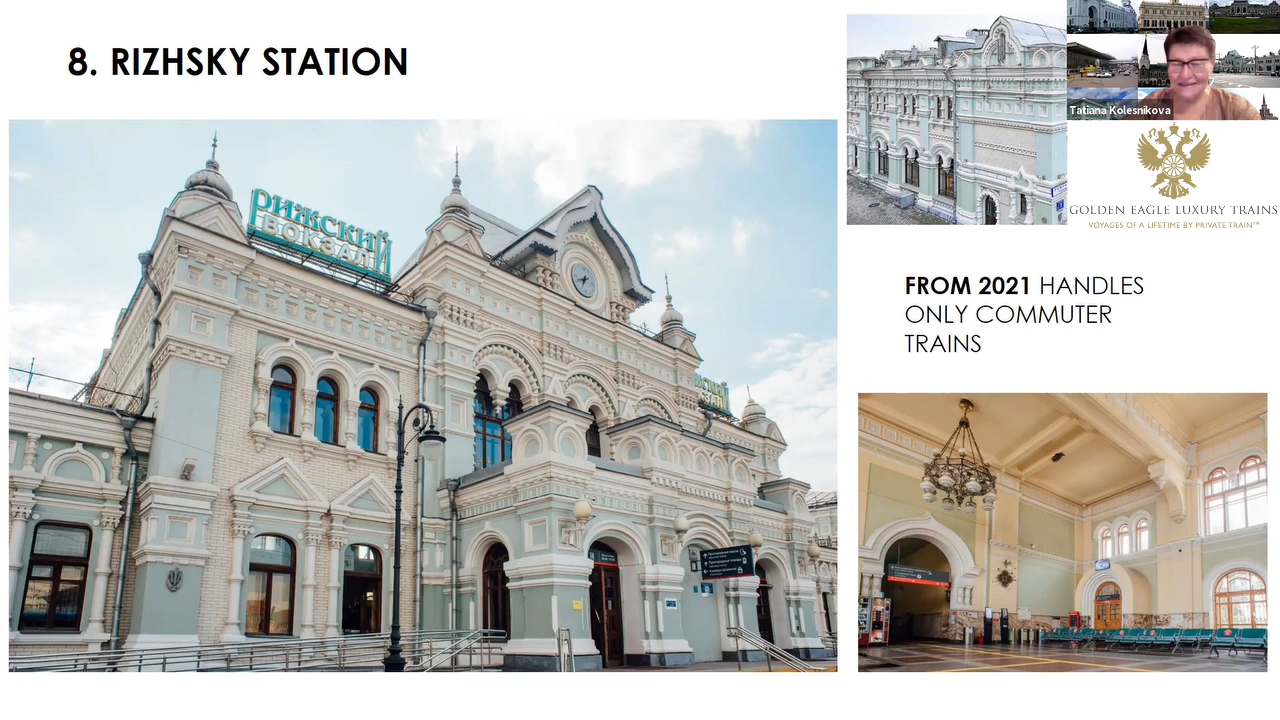 8. RIZHSKY STATION
Tatiana Kolesnikova
GOLDEN EAGLE LUXURY TRAINS
VOYAGES OF A LIFETIME BY PRIVATE TRAIN™
Рижский
ВОКЗАЛ
FROM 2021 HANDLES
ONLY COMMUTER
TRAINS